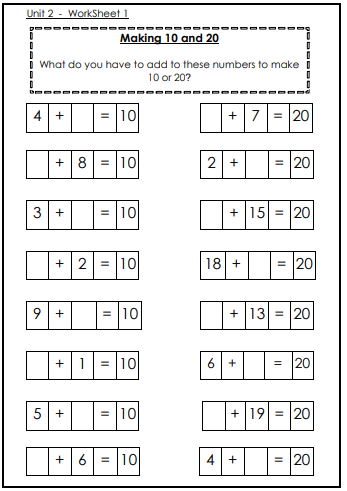 Unit 2 - WorkSheet 1
Making 10 and 20
What do you have to add to these numbers to make
10 or 20?
4 + = 10
+ 7 = 20
+ 8 = 10
2 + = 20
3 + = 10
+ 15 = 20
+ 2 = 10
18 + = 20
9 + = 10
+ 13 = 20
+ 1 = 10
6 + = 20
5 + = 10
+ 19 = 20
+ 6 = 10
4 + = 20